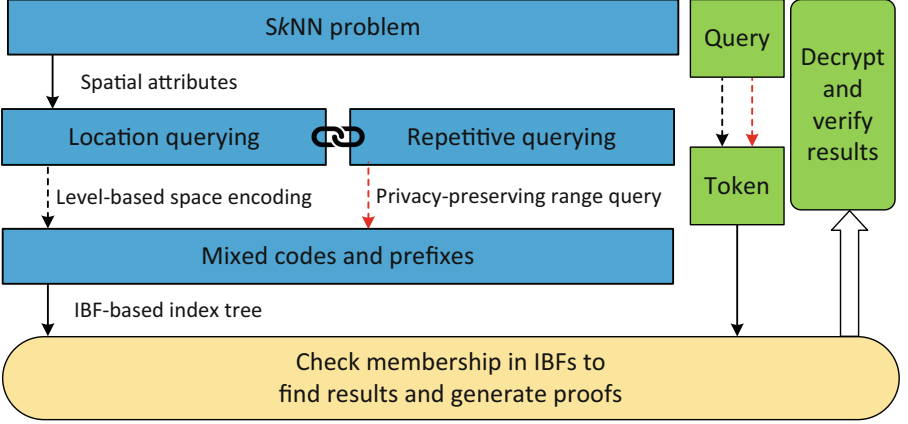 SkNN problem
Spatial attributes
Location querying
Repetitive querying
Level-based space encoding
Privacy-preserving range query
Mixed codes and prefixes
IBF-based index tree
Query
Token
Decrypt
and
verify
results
Check membership in IBFs to
find results and generate proofs